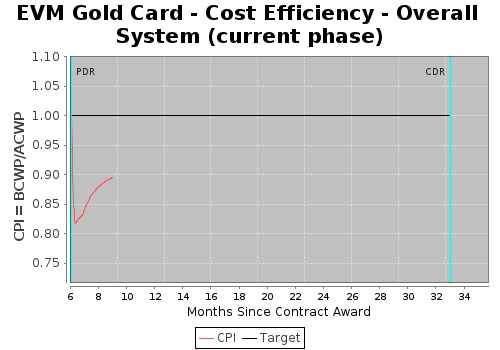 EVM Gold Card - Cost Efficiency - Overall
System (current phase)
1.10
PDR
CDR
1.05
1.00
0.95
0.90
0.85
0.80
0.75
CPI = BCWP/ACWP
6 8 10 12 14 16 18 20 22 24 26 28 30 32 34
Months Since Contract Award
CPI Target